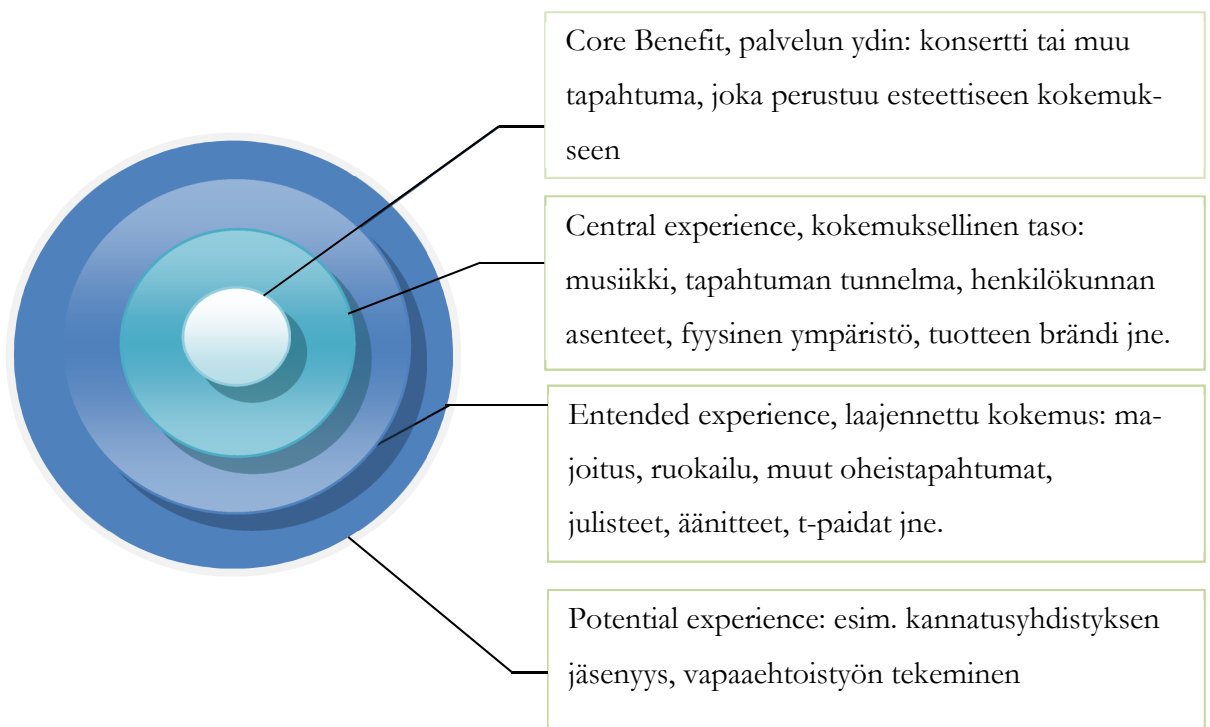 Core Benefit, palvelun ydin: konsertti tai muu
tapahtuma, joka perustuu esteettiseen kokemuk-
seen
Central experience, kokemuksellinen taso:
musiikki, tapahtuman tunnelma, henkilökunnan
asenteet, fyysinen ympäristö, tuotteen brändi jne.
Entended experience, laajennettu kokemus: ma-
joitus, ruokailu, muut oheistapahtumat,
julisteet, äänitteet, t-paidat jne.
Potential experience: esim. kannatusyhdistyksen
jäsenyys, vapaaehtoistyön tekeminen